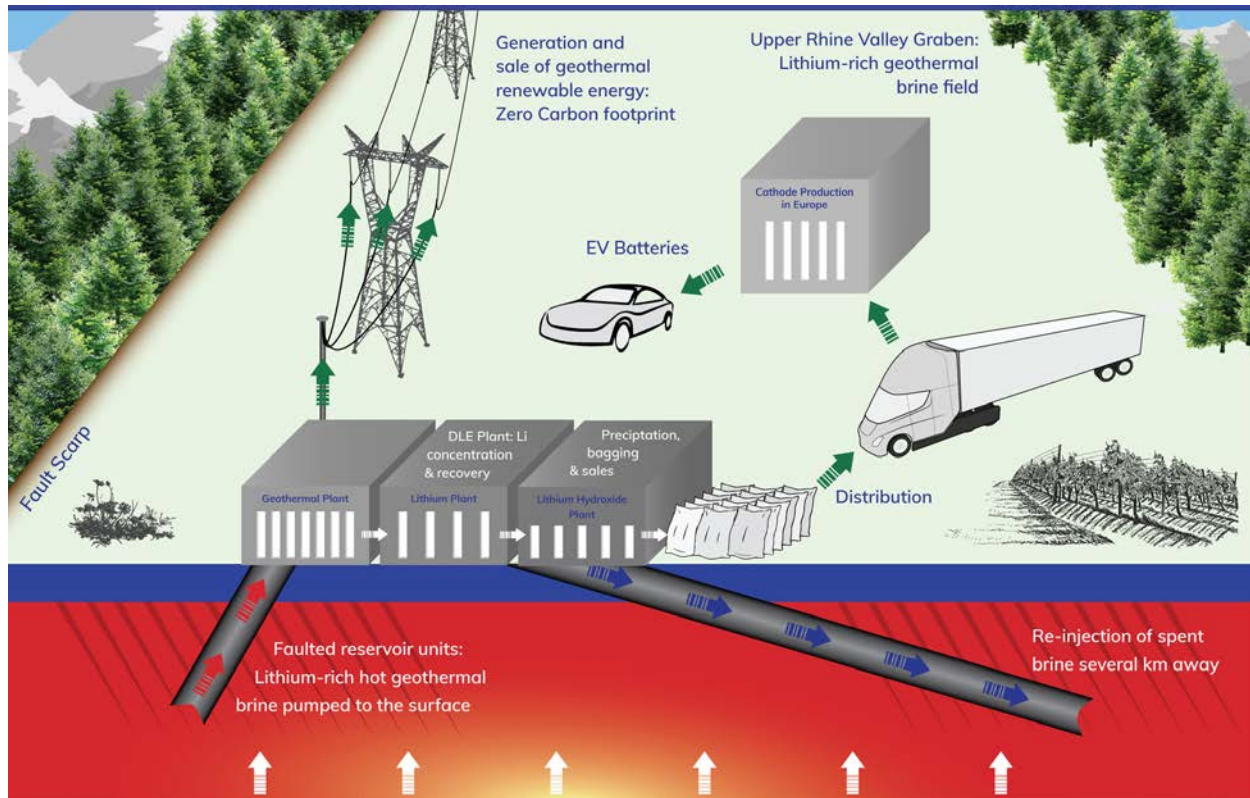 Generation and
sale of geothermal
renewable energy:
Zero Carbon footprint
Upper Rhine Valley Graben:
Lithium-rich geothermal
brine field
Cathode Production
in Europe
EV Batteries
Fault Scarp
DLE Plant: Li
concentration
& recovery
Preciptation,
bagging
& sales
Geothermal Plant
Lithium Plant
Lithium Hydroxide
Plant
Distribution
Faulted reservoir units:
Lithium-rich hot geothermal
brine pumped to the surface
Re-injection of spent
brine several km away